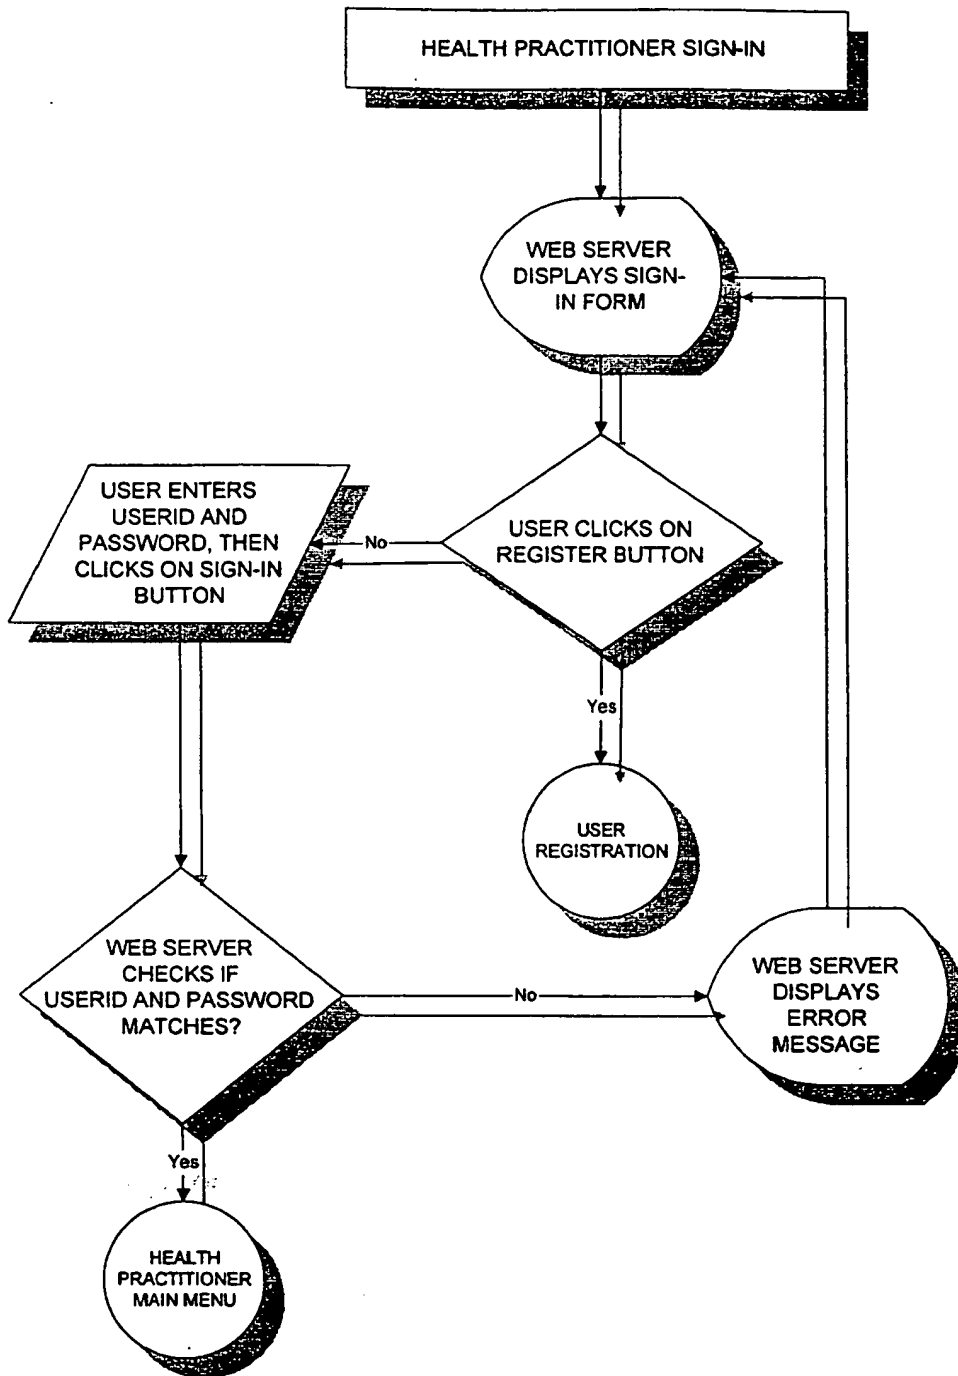 HEALTH PRACTITIONER SIGN-IN
WEB SERVER
DISPLAYS SIGN-
IN FORM
USER ENTERS
USERID AND
PASSWORD, THEN
CLICKS ON SIGN-IN
BUTTON
No
USER CLICKS ON
REGISTER BUTTON
Yes
USER
REGISTRATION
WEB SERVER
CHECKS IF
USERID AND PASSWORD
MATCHES?
No
WEB SERVER
DISPLAYS
ERROR
MESSAGE
Yes
HEALTH
PRACTITIONER
MAIN MENU